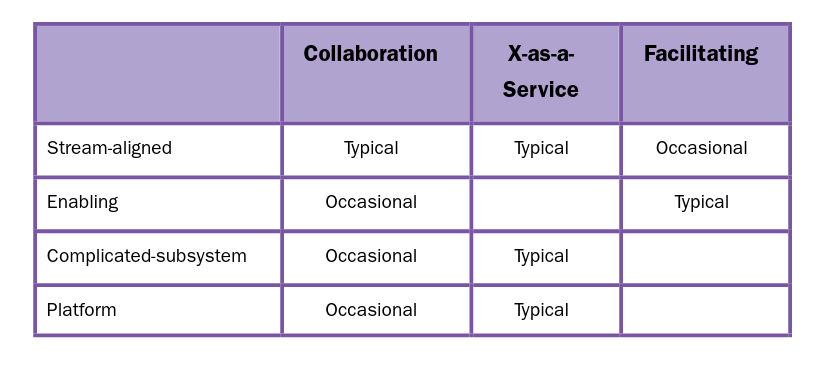 Collaboration X-as-a- Facilitating
Service
Stream-aligned Typical Typical Occasional
Enabling Occasional Typical
Complicated-subsystem Occasional Typical
Platform Occasional Typical